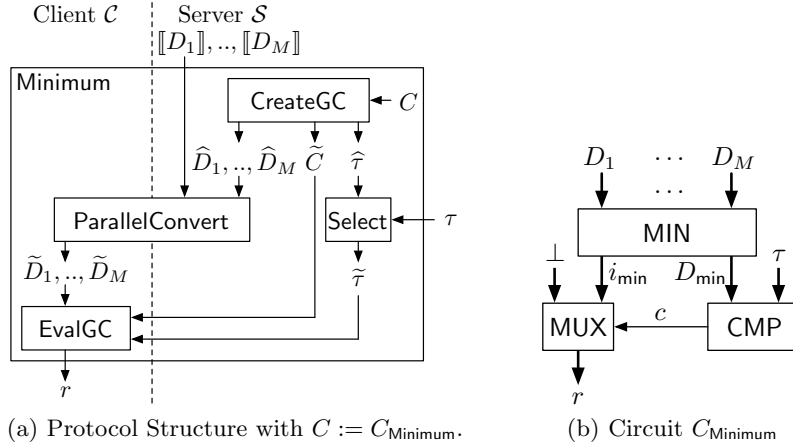 Client 𝒞 Server 𝒮
⟦D₁⟧,..,⟦D_M⟧
Minimum
CreateGC
C
D̂₁,..,D̂_M C̃ τ̂
D₁ ... D_M
...
ParallelConvert
Select
τ
MIN
D̃₁,..,D̃_M
τ̃
⊥ i_min D_min τ
EvalGC
MUX
c
CMP
r
r
(a) Protocol Structure with C := C_Minimum.
(b) Circuit C_Minimum